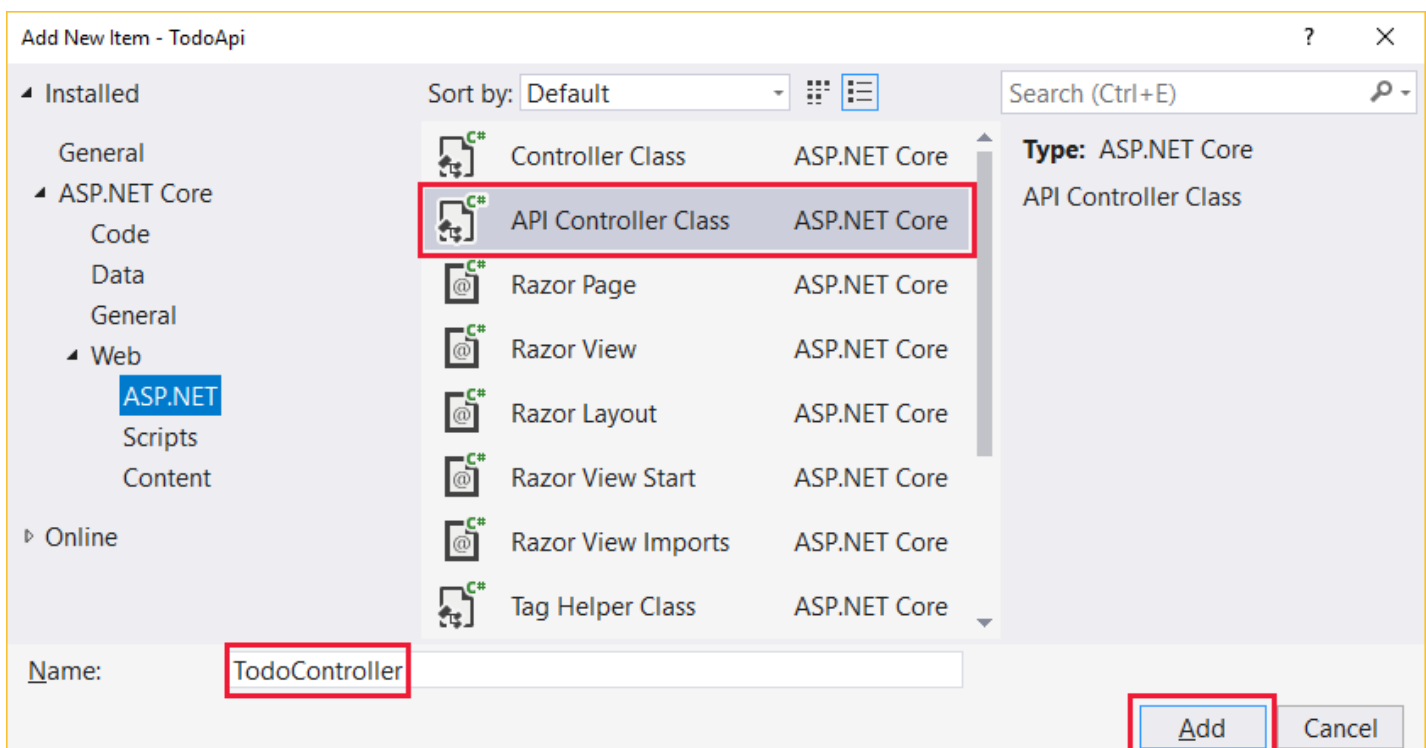 Add New Item - TodoApi
?
Installed
General
ASP.NET Core
Code
Data
General
Web
ASP.NET
Scripts
Content
Online
Sort by: Default
C# Controller Class ASP.NET Core
C# API Controller Class ASP.NET Core
C# @ Razor Page ASP.NET Core
C# @ Razor View ASP.NET Core
C# @ Razor Layout ASP.NET Core
C# @ Razor View Start ASP.NET Core
C# @ Razor View Imports ASP.NET Core
C# Tag Helper Class ASP.NET Core
Search (Ctrl+E)
Type: ASP.NET Core
API Controller Class
Name: TodoController
Add Cancel